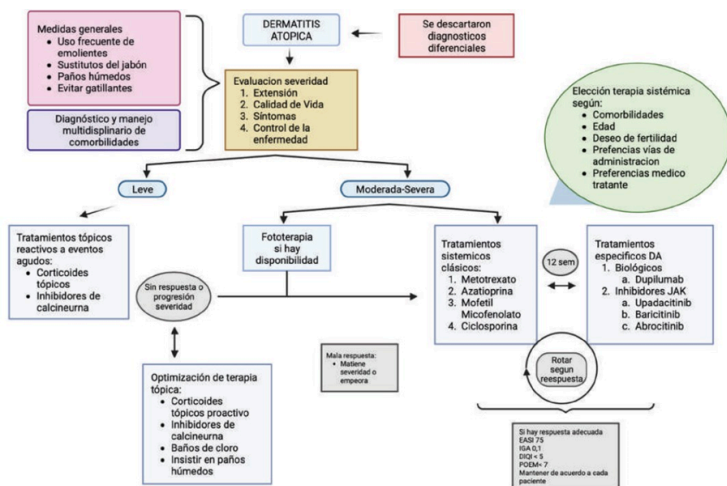 Medidas generales
• Uso frecuente de
emolientes
• Sustitutos del jabón
• Paños húmedos
• Evitar gatillantes
Diagnóstico y manejo
multidisplinario de
comorbilidades
DERMATITIS
ATOPICA
Se descartaron
diagnosticos
diferenciales
Evaluacion severidad
1. Extensión
2. Calidad de Vida
3. Síntomas
4. Control de la
enfermedad
Elección terapia sistémica
según:
• Comorbilidades
• Edad
• Deseo de fertilidad
• Prefencias vías de
administracion
• Preferencias medico
tratante
Leve
Moderada-Severa
Tratamientos tópicos
reactivos a eventos
agudos:
• Corticoides
tópicos
• Inhibidores de
calcineurna
Sin respuesta o
progresión
severidad
Fototerapia
si hay
disponibilidad
Tratamientos
sistemicos
clásicos:
1. Metotrexato
2. Azatioprina
3. Mofetil
Micofenolato
4. Ciclosporina
12 sem
Tratamientos
especificos DA
1. Biológicos
a. Dupilumab
2. Inhibidores JAK
a. Upadacitinib
b. Baricitinib
c. Abrocitinib
Optimización de terapia
tópica:
• Corticoides
tópicos proactivo
• Inhibidores de
calcineurna
• Baños de cloro
• Insistir en paños
húmedos
Mala respuesta:
• Matiene
severidad o
empeora
Rotar
segun
reespuesta
Si hay respuesta adecuada
EASI 75
IGA 0,1
DIQI < 5
POEM< 7
Mantener de acuerdo a cada
paciente